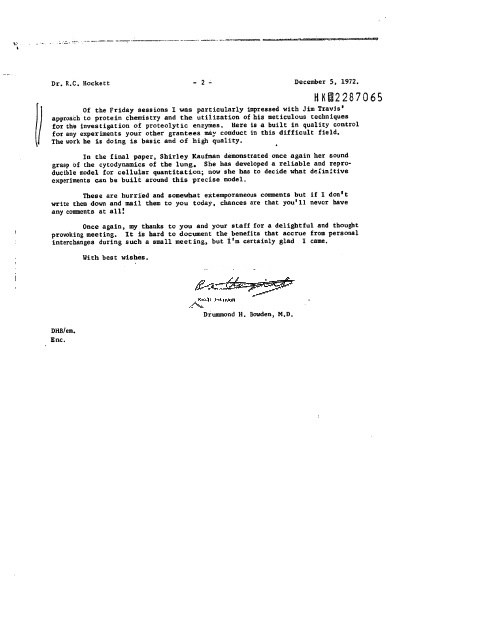 Dr. R.C. Hockett - 2 - December 5, 1972.
HK02287065
Of the Friday sessions I was particularly impressed with Jim Travis'
approach to protein chemistry and the utilization of his meticulous techniques
for the investigation of proteolytic enzymes. Here is a built in quality control
for any experiments your other grantees may conduct in this difficult field.
The work he is doing is basic and of high quality.
In the final paper, Shirley Kaufman demonstrated once again her sound
grasp of the cytodynamics of the lung. She has developed a reliable and repro-
ducible model for cellular quantitation; now she has to decide what definitive
experiments can be built around this precise model.
These are hurried and somewhat extemporaneous comments but if I don't
write them down and mail them to you today, chances are that you'll never have
any comments at all!
Once again, my thanks to you and your staff for a delightful and thought
provoking meeting. It is hard to document the benefits that accrue from personal
interchanges during such a small meeting, but I'm certainly glad I came.
With best wishes.
Drummond H. Bowden, M.D.
DHB/em.
Enc.